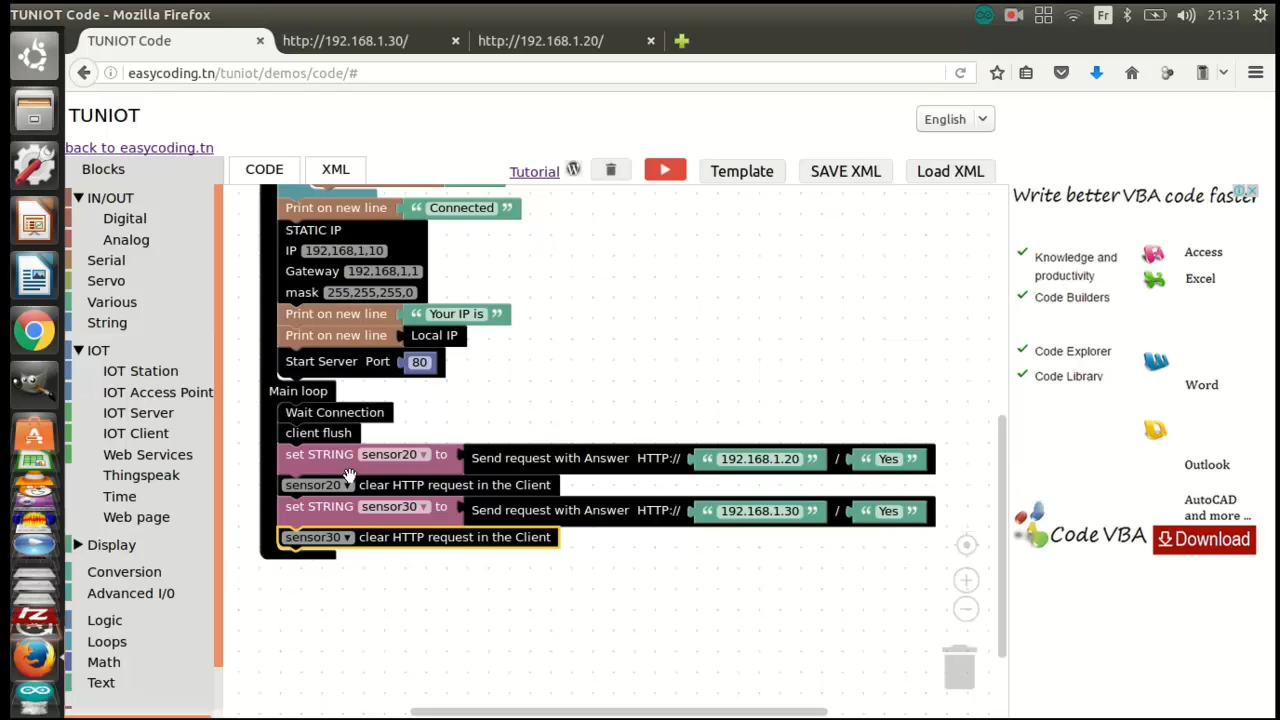 TUNIOT Code - Mozilla Firefox
Fr
21:31
TUNIOT Code
http://192.168.1.30/
http://192.168.1.20/
easycoding.tn/tuniot/demos/code/#
TUNIOT
English
back to easycoding.tn
Blocks
CODE
XML
Tutorial
Template
SAVE XML
Load XML
IN/OUT
Digital
Analog
Serial
Servo
Various
String
IOT
IOT Station
IOT Access Point
IOT Server
IOT Client
Web Services
Thingspeak
Time
Web page
Display
Conversion
Advanced I/0
Logic
Loops
Math
Text
Print on new line “ Connected ”
STATIC IP
IP 192,168,1,10
Gateway 192,168,1,1
mask 255,255,255,0
Print on new line “ Your IP is ”
Print on new line Local IP
Start Server Port 80
Main loop
Wait Connection
client flush
set STRING sensor20 to Send request with Answer HTTP:// “ 192.168.1.20 ” / “ Yes ”
sensor20 clear HTTP request in the Client
set STRING sensor30 to Send request with Answer HTTP:// “ 192.168.1.30 ” / “ Yes ”
sensor30 clear HTTP request in the Client
Write better VBA code faster
Knowledge and
productivity
Code Builders
Access
Excel
Code Explorer
Code Library
Word
Outlook
AutoCAD
and more ...
Code VBA
Download